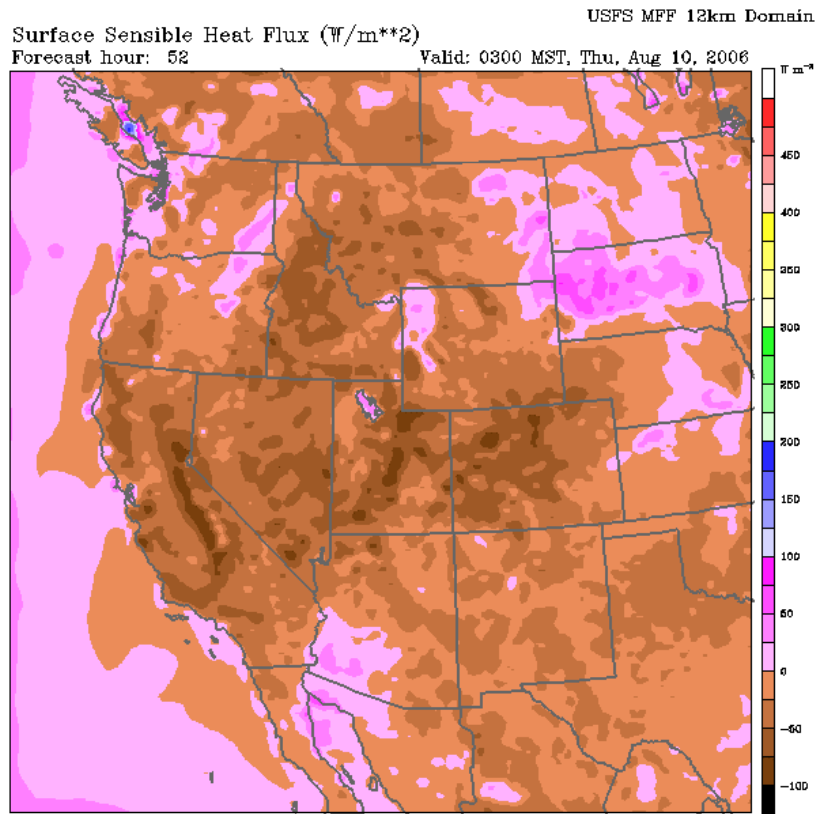 USFS MFF 12km Domain
Surface Sensible Heat Flux (W/m**2)
Forecast hour: 52
Valid: 0300 MST, Thu, Aug 10, 2006
W m⁻²
450
400
350
300
250
200
150
100
50
0
-50
-100